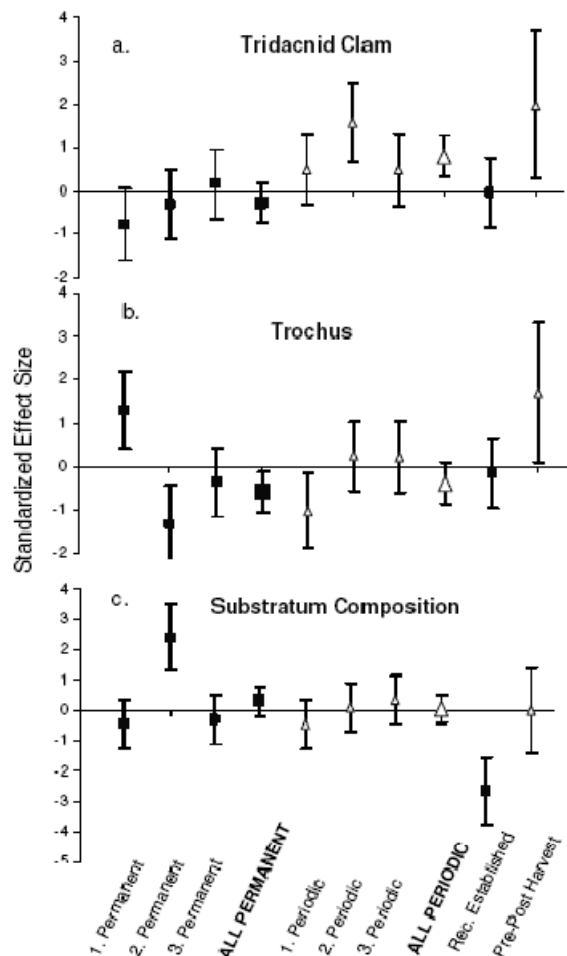 a.
Tridacnid Clam
4
3
2
1
0
-1
-2
b.
Trochus
4
3
2
1
0
-1
-2
c.
Substratum Composition
4
3
2
1
0
-1
-2
-3
-4
-5
Standardized Effect Size
1. Permanent
2. Permanent
3. Permanent
ALL PERMANENT
1. Periodic
2. Periodic
3. Periodic
ALL PERIODIC
Rec. Established
Pre-Post Harvest